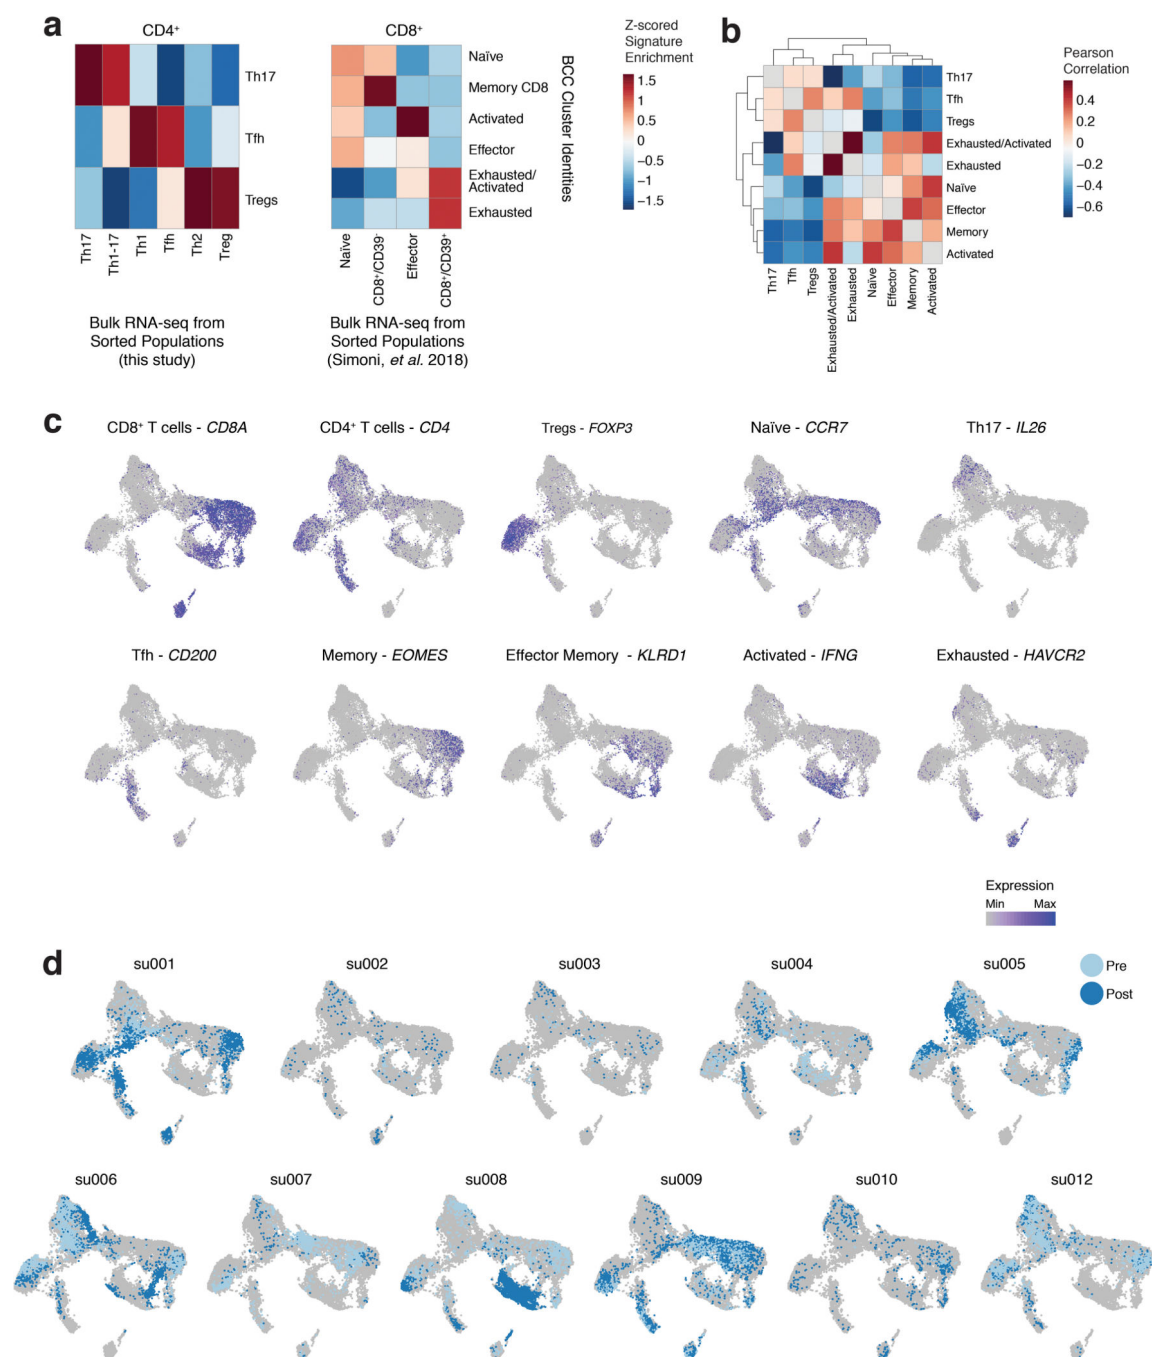 a
CD4⁺
Th17
Tfh
Tregs
Th17
Th1-17
Th1
Tfh
Th2
Treg
Bulk RNA-seq from
Sorted Populations
(this study)
CD8⁺
Naïve
Memory CD8
Activated
Effector
Exhausted/
Activated
Exhausted
Naïve
CD8⁺/CD39⁻
Effector
CD8⁺/CD39⁺
Bulk RNA-seq from
Sorted Populations
(Simoni, et al. 2018)
BCC Cluster Identities
Z-scored
Signature
Enrichment
1.5
1
0.5
0
−0.5
−1
−1.5
b
Th17
Tfh
Tregs
Exhausted/Activated
Exhausted
Naïve
Effector
Memory
Activated
Th17
Tfh
Tregs
Exhausted/Activated
Exhausted
Naïve
Effector
Memory
Activated
Pearson
Correlation
0.4
0.2
0
−0.2
−0.4
−0.6
c
CD8⁺ T cells - CD8A
CD4⁺ T cells - CD4
Tregs - FOXP3
Naïve - CCR7
Th17 - IL26
Tfh - CD200
Memory - EOMES
Effector Memory - KLRD1
Activated - IFNG
Exhausted - HAVCR2
Expression
Min Max
d
su001
su002
su003
su004
su005
Pre
Post
su006
su007
su008
su009
su010
su012